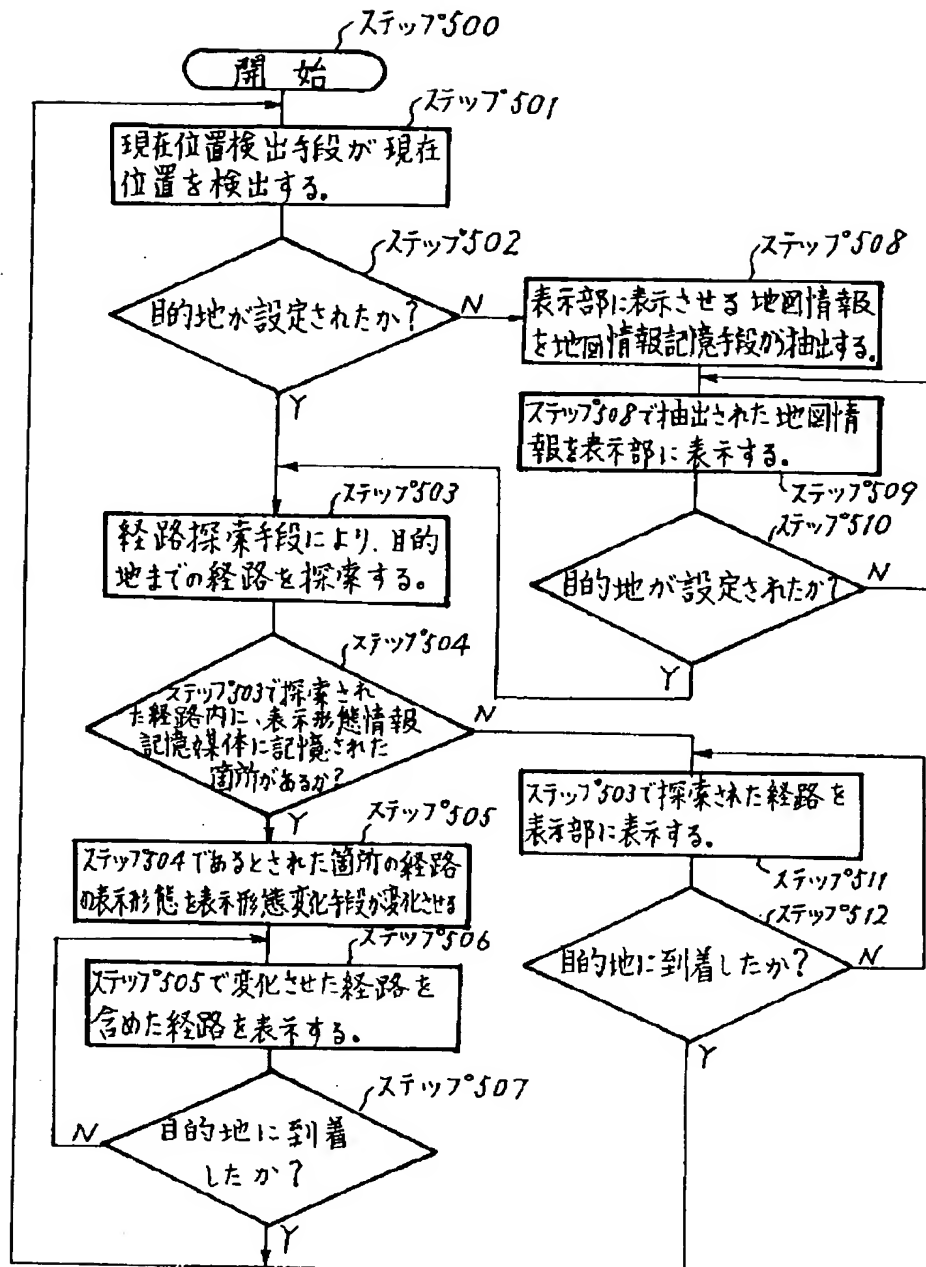 ステップ500
開始
ステップ501
現在位置検出手段が現在
位置を検出する。
ステップ502
目的地が設定されたか?
N
Y
ステップ508
表示部に表示させる地図情報
を地図情報記憶手段から抽出する。
ステップ508で抽出された地図情
報を表示部に表示する。
ステップ509
ステップ510
目的地が設定されたか?
N
Y
ステップ503
経路探索手段により、目的
地までの経路を探索する。
ステップ504
ステップ503で探索され
た経路内に、表示形態情報
記憶媒体に記憶された
箇所があるか?
N
Y
ステップ505
ステップ504であるとされた箇所の経路
の表示形態を表示形態変化手段が変化させる
ステップ506
ステップ505で変化させた経路を
含めた経路を表示する。
ステップ507
目的地に到着
したか?
N
Y
ステップ503で探索された経路を
表示部に表示する。
ステップ511
ステップ512
目的地に到着したか?
N
Y